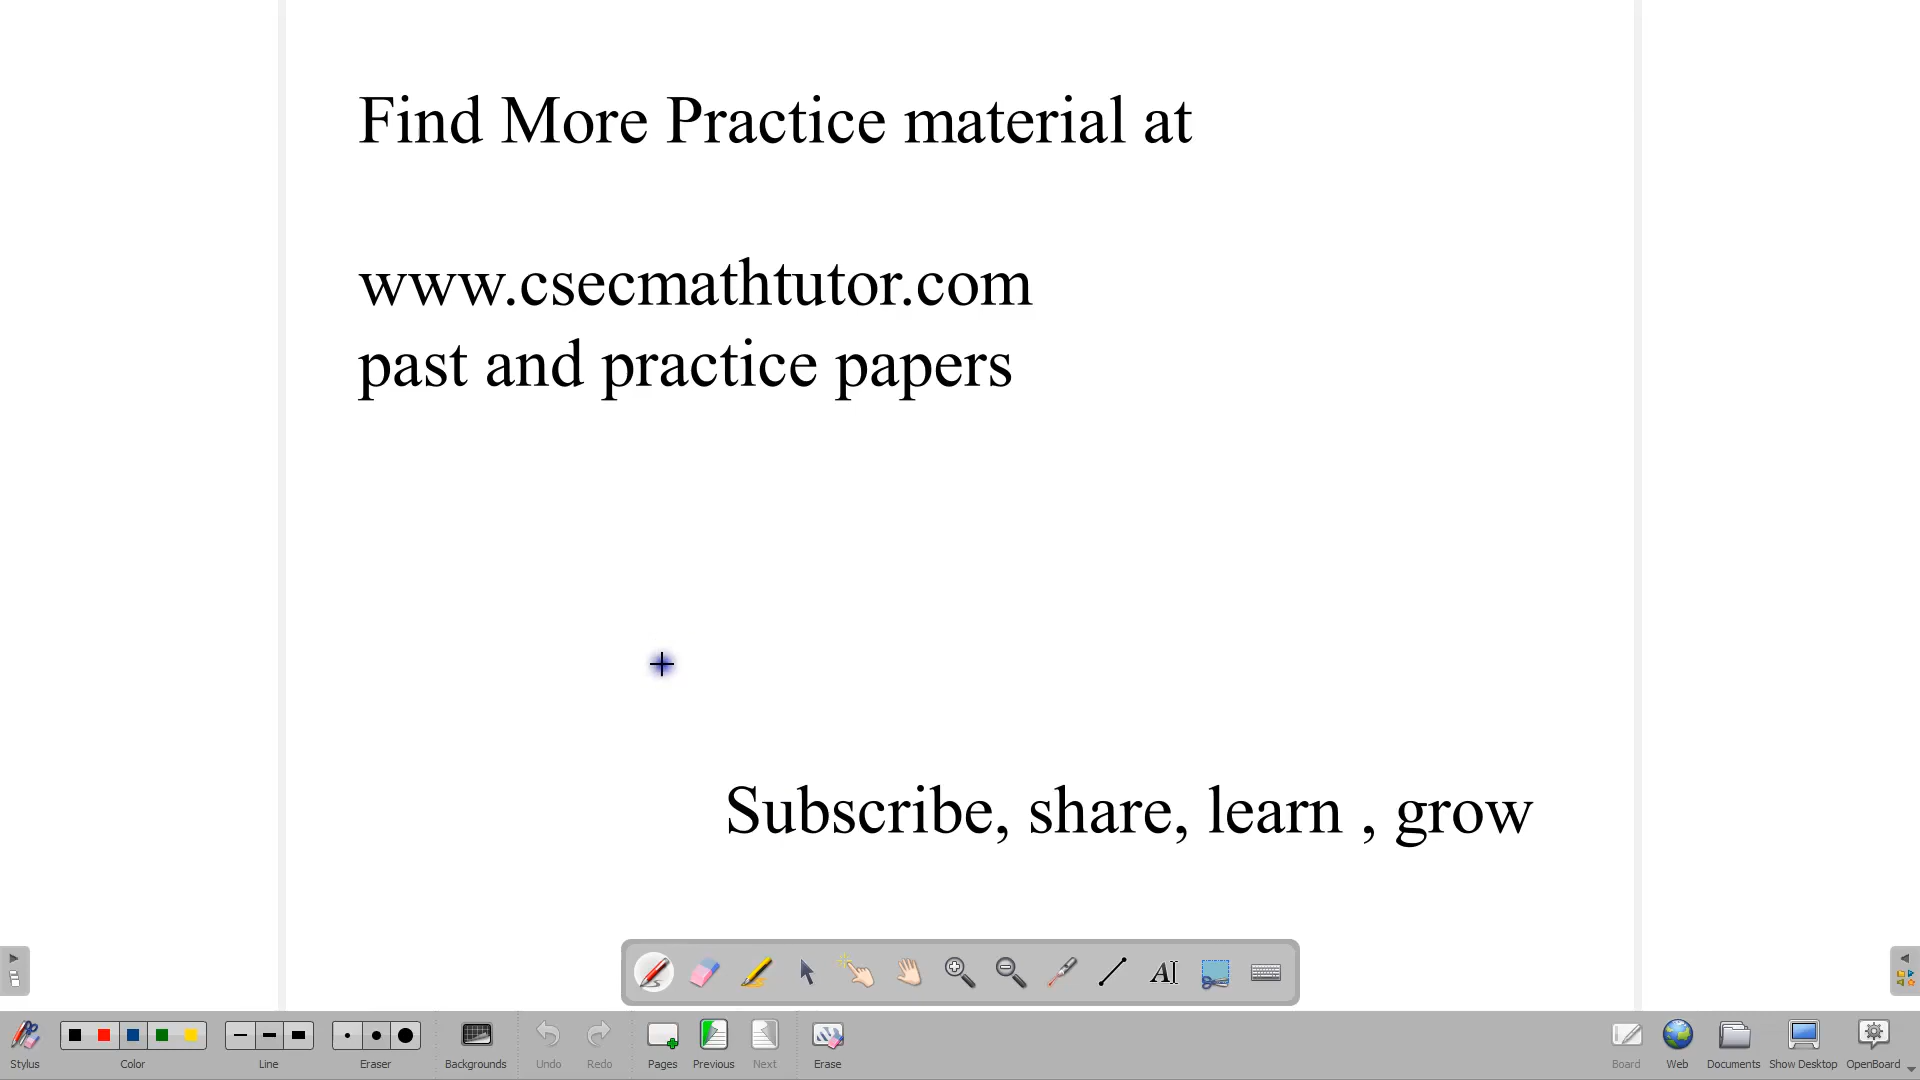 Find More Practice material at
www.csecmathtutor.com
past and practice papers
Subscribe, share, learn , grow
Stylus Color Line Eraser Backgrounds Undo Redo Pages Previous Next Erase Board Web Documents Show Desktop OpenBoard